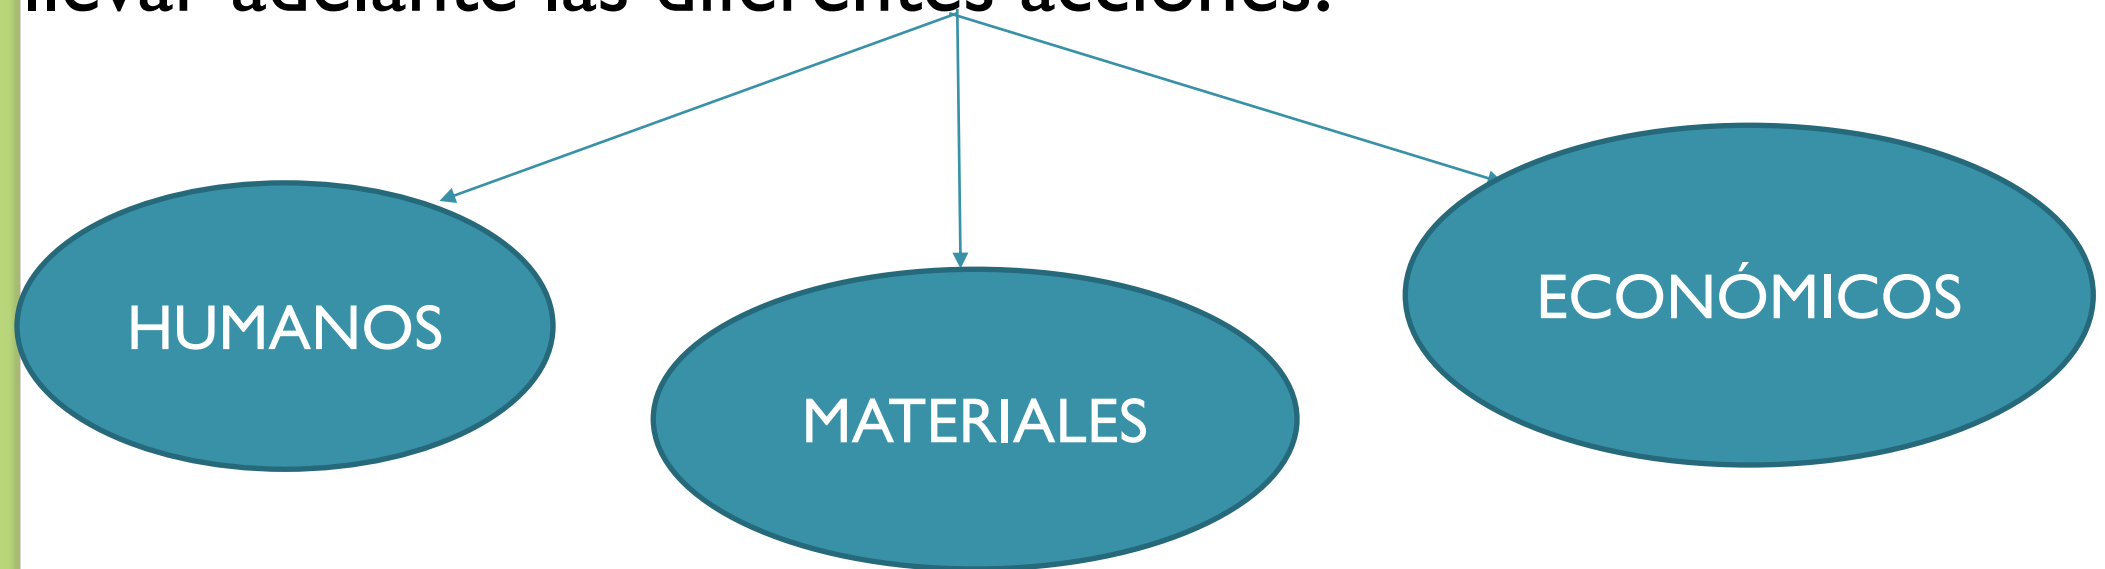 llevar adelante las diferentes acciones:
HUMANOS
MATERIALES
ECONÓMICOS